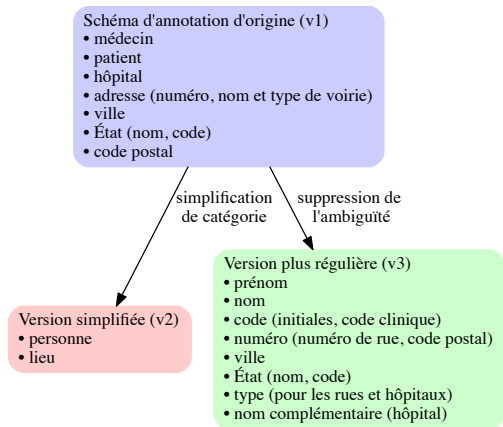 Schéma d'annotation d'origine (v1)
• médecin
• patient
• hôpital
• adresse (numéro, nom et type de voirie)
• ville
• État (nom, code)
• code postal
simplification
de catégorie
suppression de
l'ambiguïté
Version simplifiée (v2)
• personne
• lieu
Version plus régulière (v3)
• prénom
• nom
• code (initiales, code clinique)
• numéro (numéro de rue, code postal)
• ville
• État (nom, code)
• type (pour les rues et hôpitaux)
• nom complémentaire (hôpital)